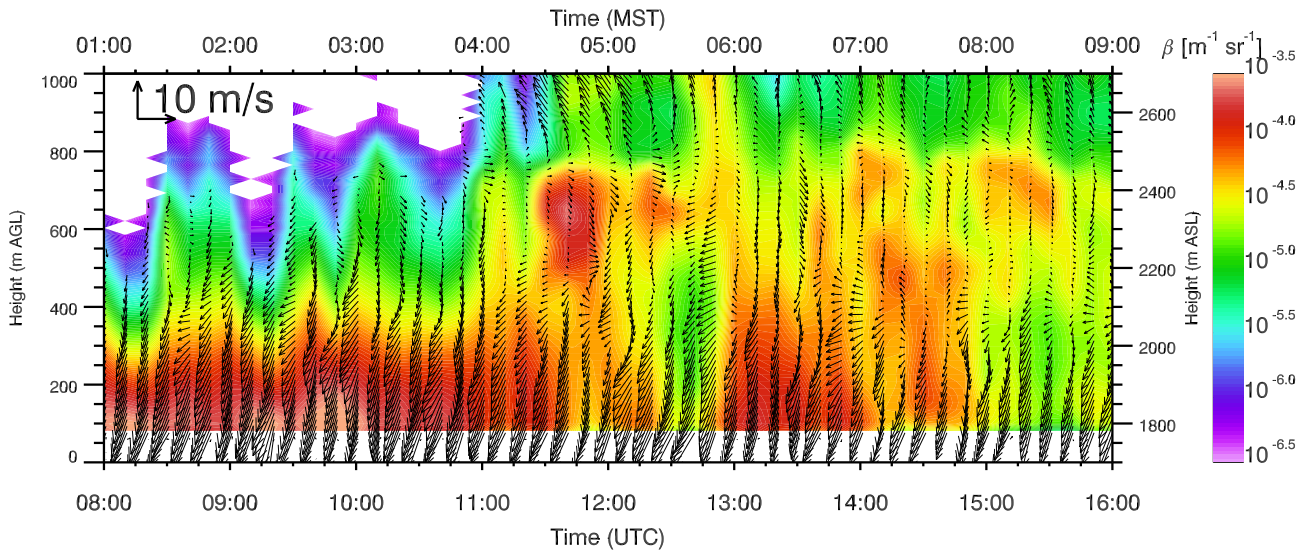 Time (MST)
01:00 02:00 03:00 04:00 05:00 06:00 07:00 08:00 09:00
β [m⁻¹ sr⁻¹]
10 m/s
Height (m AGL)
1000
800
600
400
200
0
2600
2400
2200
2000
1800
Height (m ASL)
10⁻³·⁵
10⁻⁴·⁰
10⁻⁴·⁵
10⁻⁵·⁰
10⁻⁵·⁵
10⁻⁶·⁰
10⁻⁶·⁵
08:00 09:00 10:00 11:00 12:00 13:00 14:00 15:00 16:00
Time (UTC)